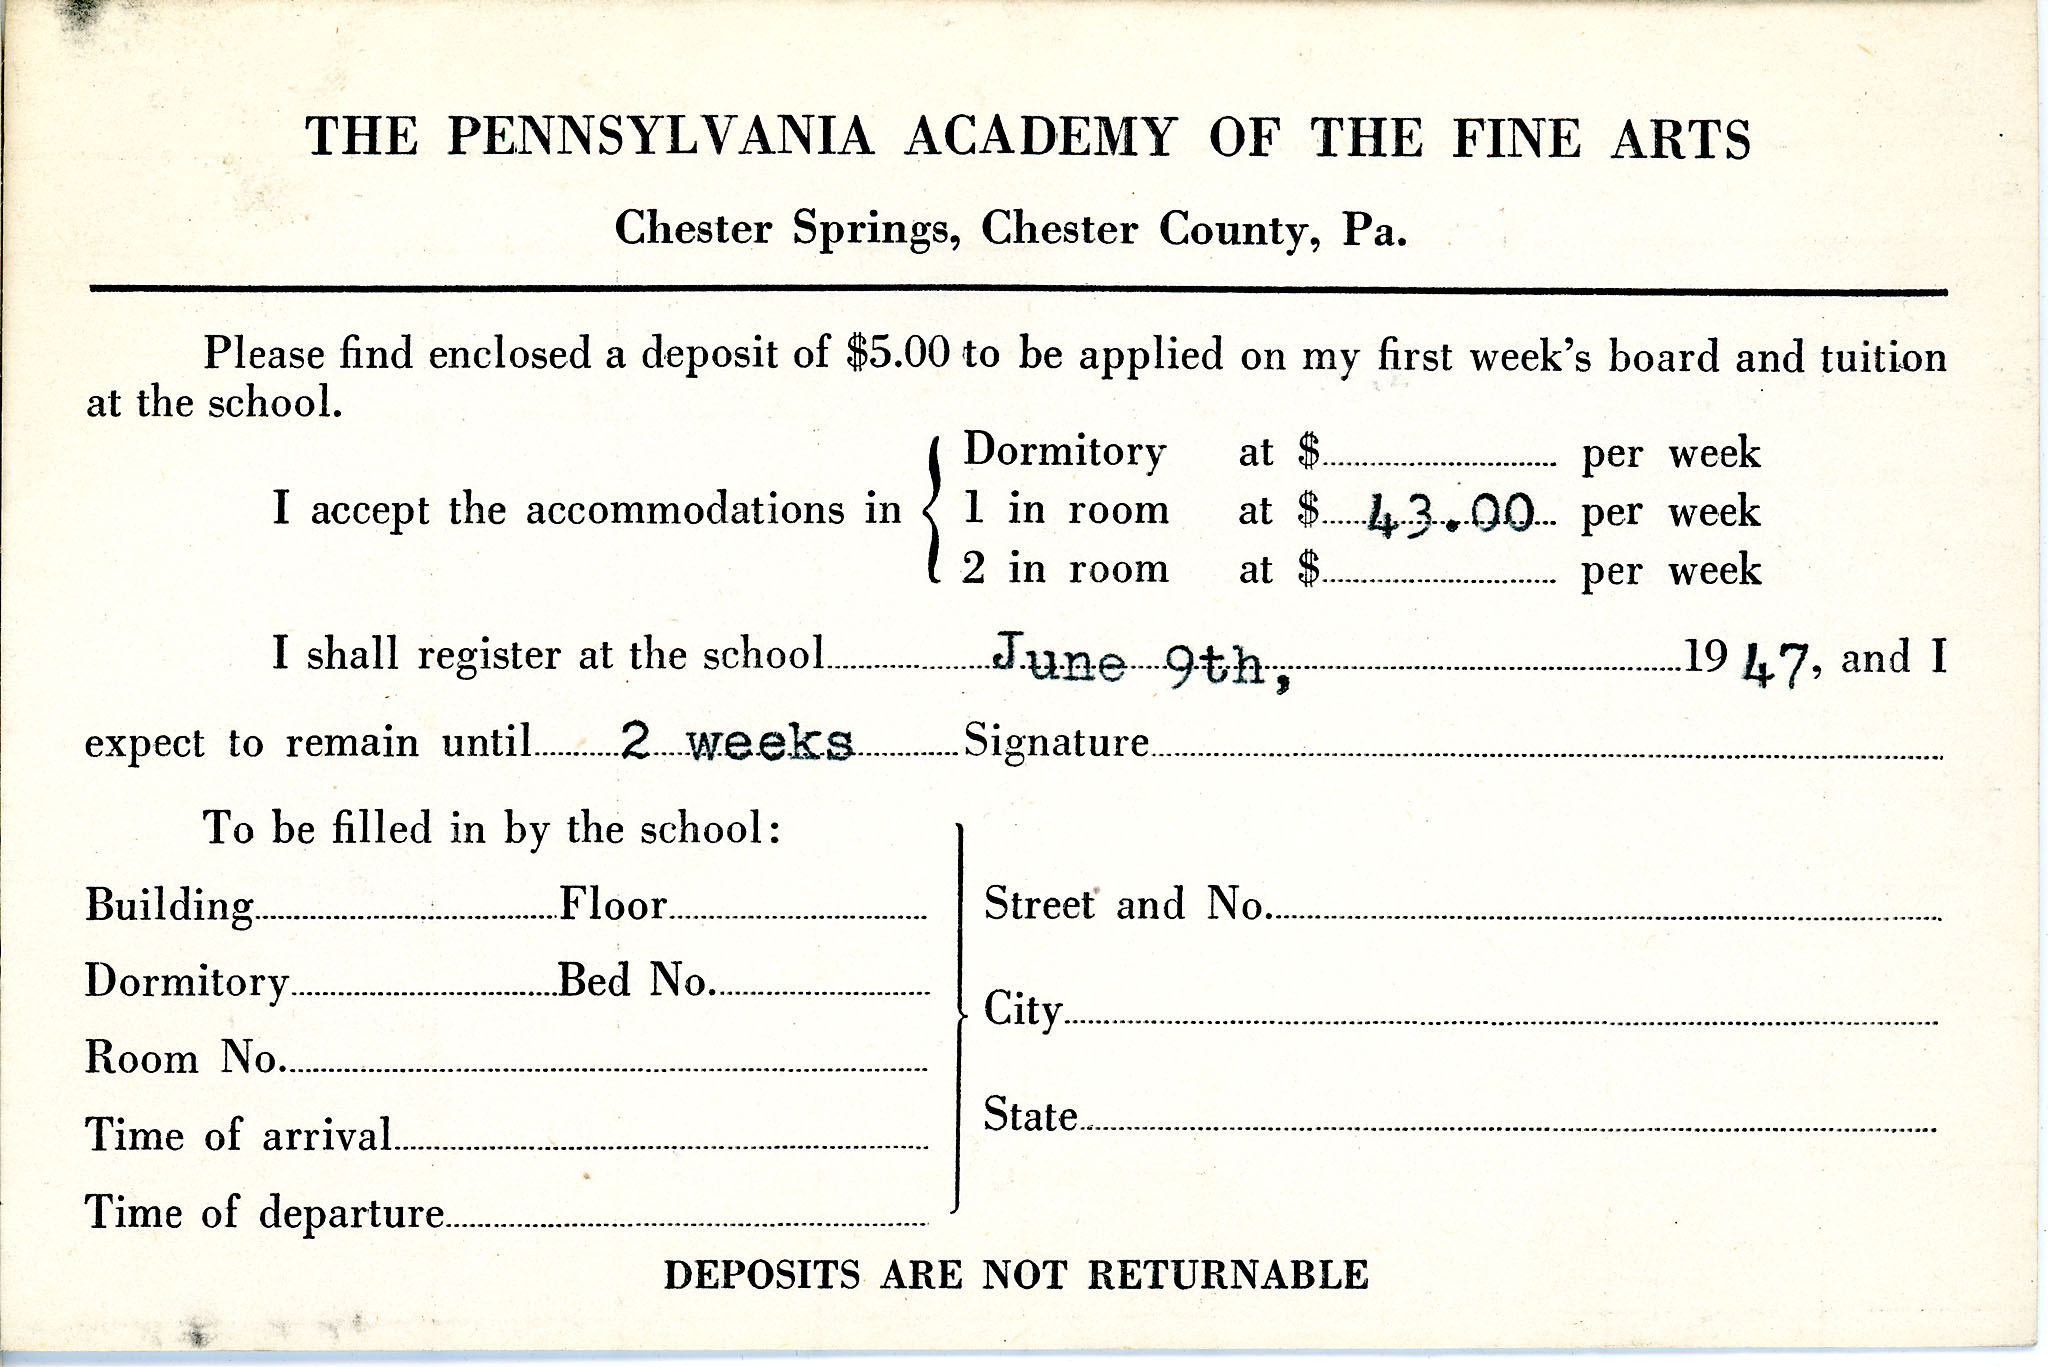 THE PENNSYLVANIA ACADEMY OF THE FINE ARTS
Chester Springs, Chester County, Pa.
Please find enclosed a deposit of $5.00 to be applied on my first week's board and tuition
at the school.
Dormitory at $ per week
I accept the accommodations in 1 in room at $ 43.00 per week
2 in room at $ per week
I shall register at the school June 9th, 1947, and I
expect to remain until 2 weeks Signature
To be filled in by the school:
Building Floor
Street and No.
Dormitory Bed No.
City
Room No.
State
Time of arrival
Time of departure
DEPOSITS ARE NOT RETURNABLE